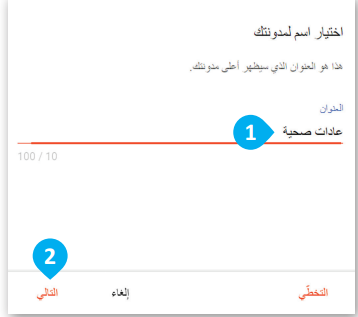 اختيار اسم لمدونتك
هذا هو العنوان الذي سيظهر أعلى مدونتك.
العنوان
عادات صحية
1
100 / 10
2
التخطّي
إلغاء
التالي